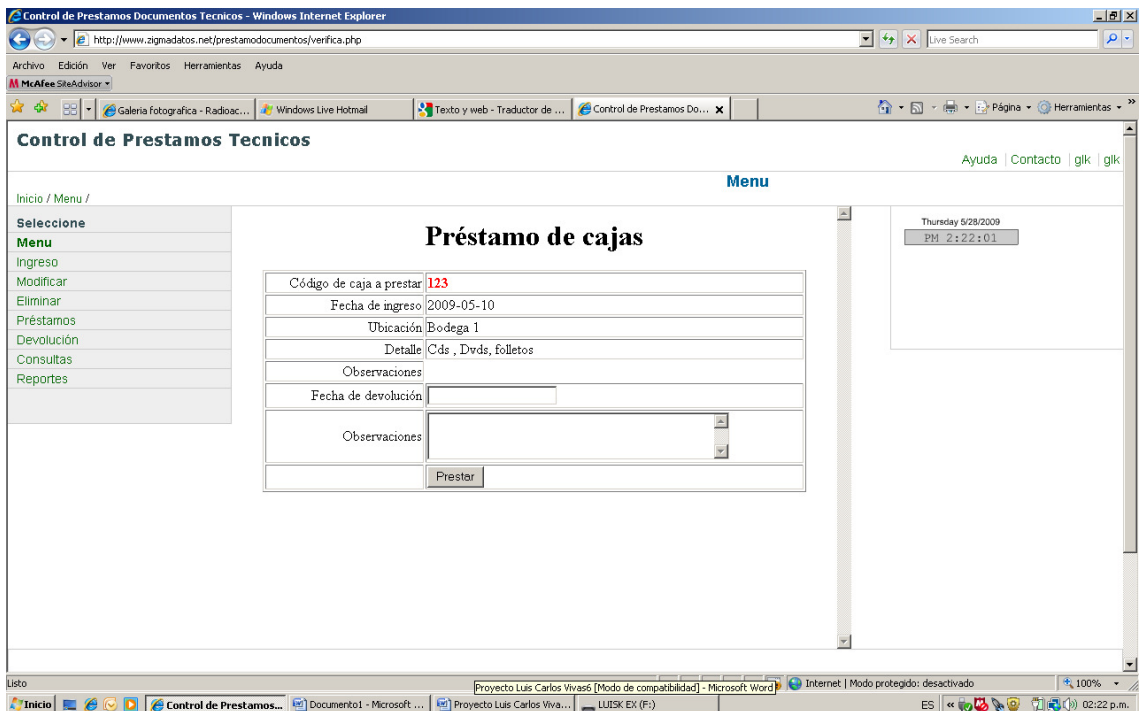 Control de Prestamos Documentos Tecnicos - Windows Internet Explorer
http://www.zigmadatos.net/prestamodocumentos/verifica.php
Live Search
Archivo Edición Ver Favoritos Herramientas Ayuda
McAfee SiteAdvisor
Galeria fotografica - Radioac... Windows Live Hotmail Texto y web - Traductor de ... Control de Prestamos Do... Página Herramientas
Control de Prestamos Tecnicos
Ayuda | Contacto | glk | glk
Menu
Inicio / Menu /
Seleccione
Menu
Ingreso
Modificar
Eliminar
Préstamos
Devolución
Consultas
Reportes
Préstamo de cajas
Código de caja a prestar 123
Fecha de ingreso 2009-05-10
Ubicación Bodega 1
Detalle Cds , Dvds, folletos
Observaciones
Fecha de devolución
Observaciones
Prestar
Thursday 5/28/2009
PM 2:22:01
Listo
Proyecto Luis Carlos Vivas6 [Modo de compatibilidad] - Microsoft Word
Internet | Modo protegido: desactivado
100%
Inicio Control de Prestamos... Documento1 - Microsoft ... Proyecto Luis Carlos Viva... LUISK EX (F:) ES 02:22 p.m.